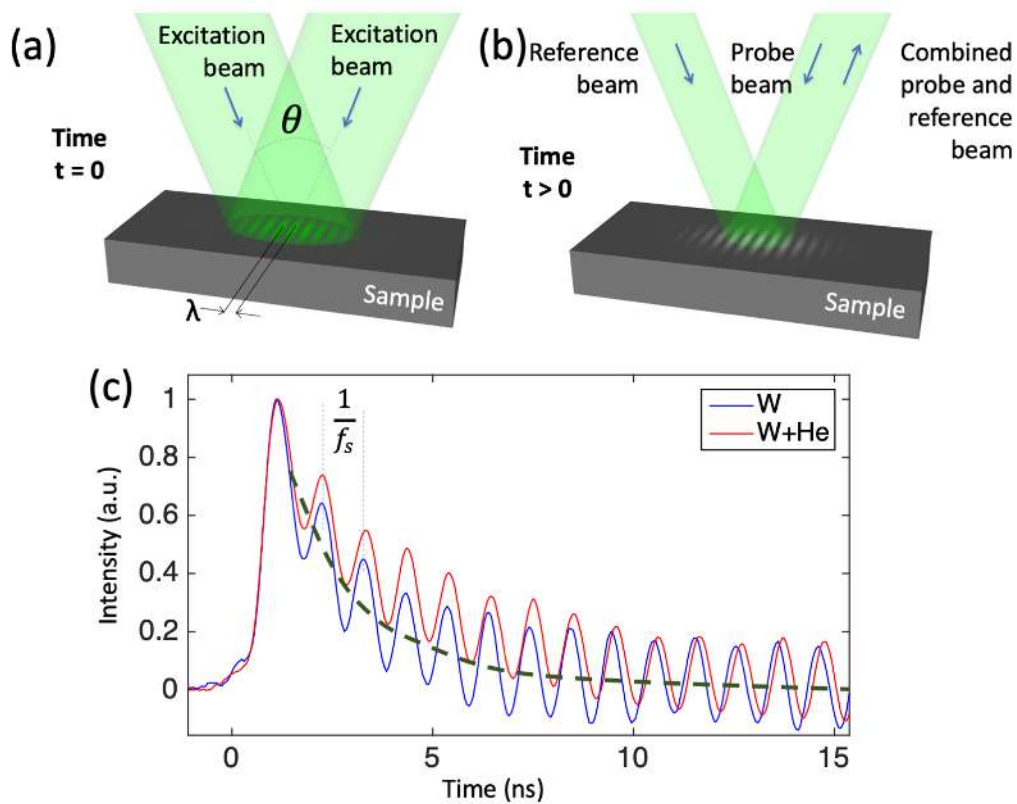 (a)
Excitation
beam
Excitation
beam
θ
Time
t = 0
λ
Sample
(b)
Reference
beam
Probe
beam
Combined
probe and
reference
beam
Time
t > 0
Sample
(c)
1
f_s
W
W+He
1
0.8
0.6
0.4
0.2
0
Intensity (a.u.)
0
5
10
15
Time (ns)